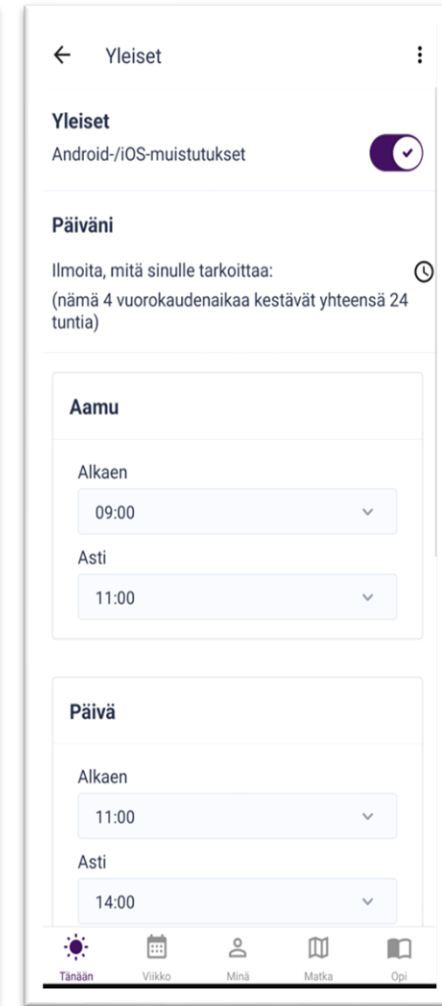 Yleiset
Yleiset
Android-/iOS-muistutukset
Päiväni
Ilmoita, mitä sinulle tarkoittaa:
(nämä 4 vuorokaudenaikaa kestävät yhteensä 24
tuntia)
Aamu
Alkaen
09:00
Asti
11:00
Päivä
Alkaen
11:00
Asti
14:00
Tänään Viikko Minä Matka Opi